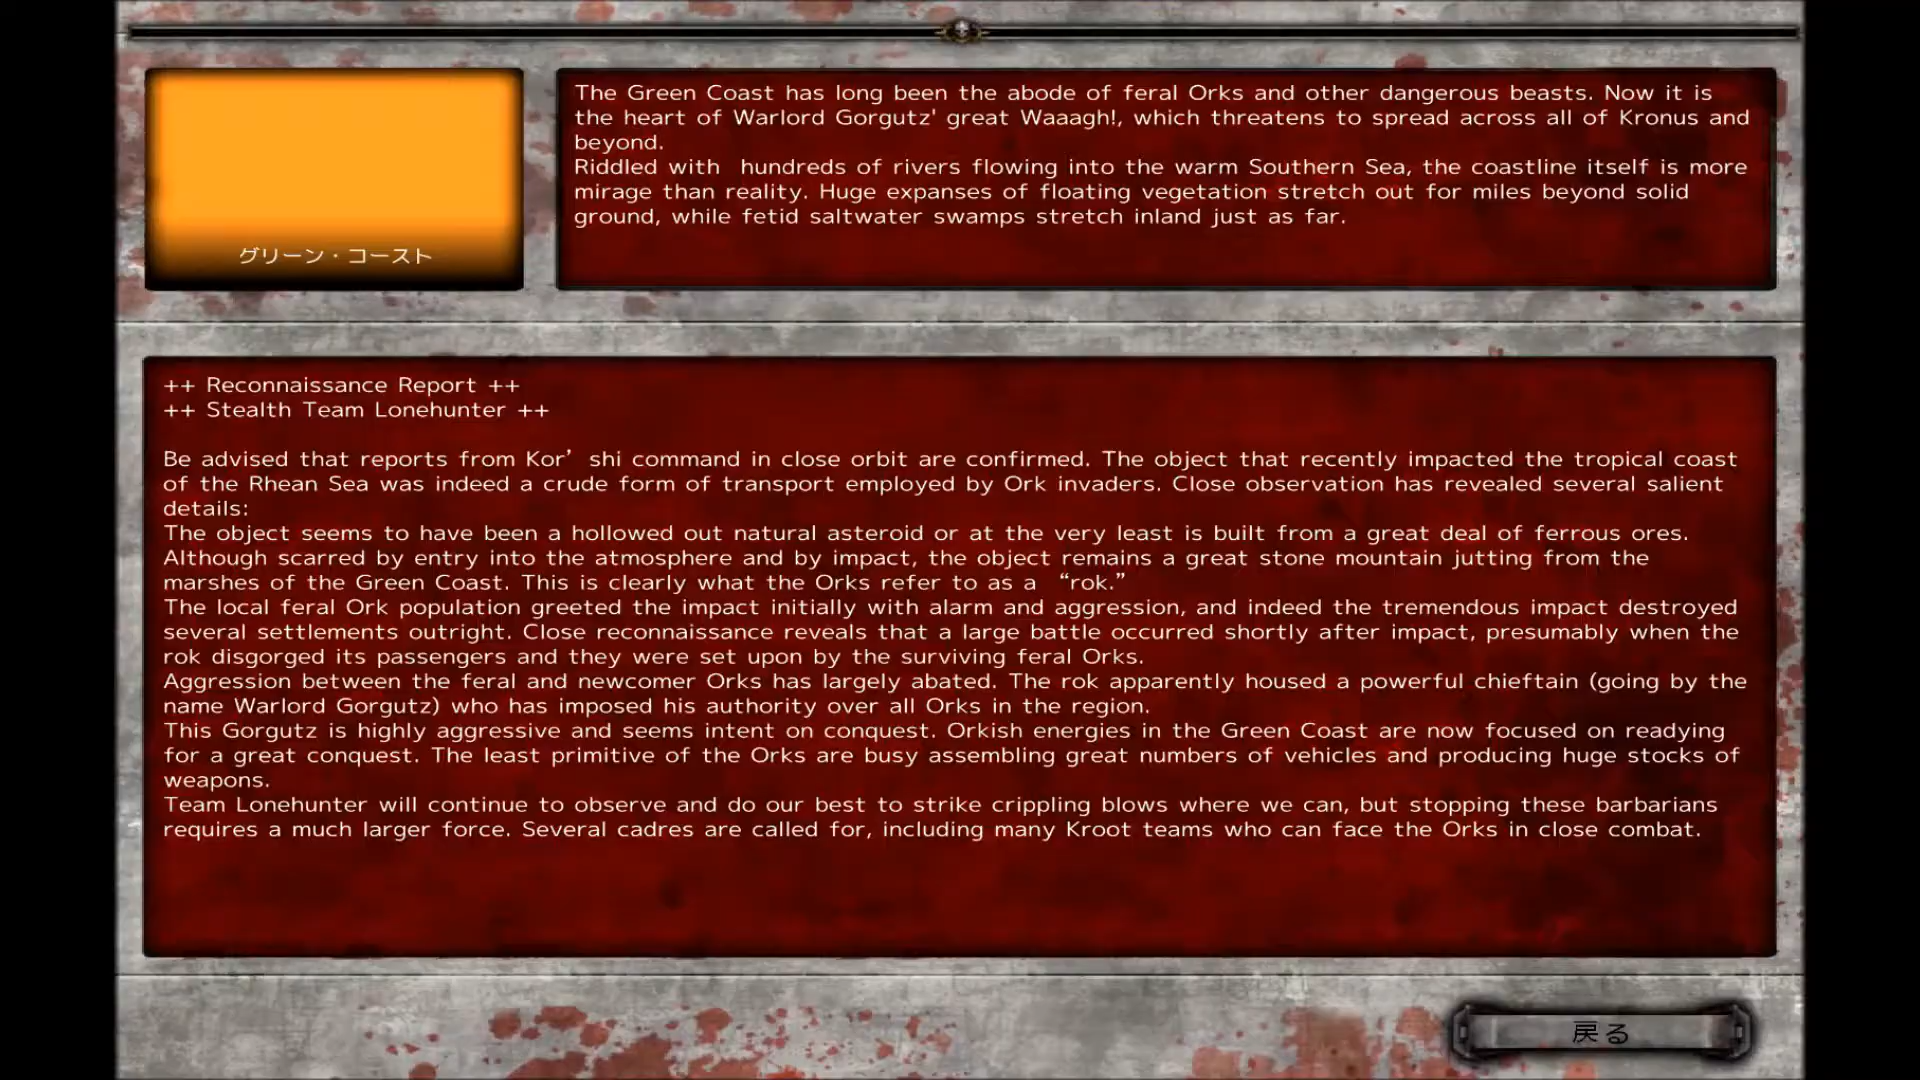 The Green Coast has long been the abode of feral Orks and other dangerous beasts. Now it is
the heart of Warlord Gorgutz' great Waaagh!, which threatens to spread across all of Kronus and
beyond.
Riddled with  hundreds of rivers flowing into the warm Southern Sea, the coastline itself is more
mirage than reality. Huge expanses of floating vegetation stretch out for miles beyond solid
ground, while fetid saltwater swamps stretch inland just as far.
グリーン・コースト
++ Reconnaissance Report ++
++ Stealth Team Lonehunter ++
Be advised that reports from Kor’ shi command in close orbit are confirmed. The object that recently impacted the tropical coast
of the Rhean Sea was indeed a crude form of transport employed by Ork invaders. Close observation has revealed several salient
details:
The object seems to have been a hollowed out natural asteroid or at the very least is built from a great deal of ferrous ores.
Although scarred by entry into the atmosphere and by impact, the object remains a great stone mountain jutting from the
marshes of the Green Coast. This is clearly what the Orks refer to as a “rok.”
The local feral Ork population greeted the impact initially with alarm and aggression, and indeed the tremendous impact destroyed
several settlements outright. Close reconnaissance reveals that a large battle occurred shortly after impact, presumably when the
rok disgorged its passengers and they were set upon by the surviving feral Orks.
Aggression between the feral and newcomer Orks has largely abated. The rok apparently housed a powerful chieftain (going by the
name Warlord Gorgutz) who has imposed his authority over all Orks in the region.
This Gorgutz is highly aggressive and seems intent on conquest. Orkish energies in the Green Coast are now focused on readying
for a great conquest. The least primitive of the Orks are busy assembling great numbers of vehicles and producing huge stocks of
weapons.
Team Lonehunter will continue to observe and do our best to strike crippling blows where we can, but stopping these barbarians
requires a much larger force. Several cadres are called for, including many Kroot teams who can face the Orks in close combat.
戻る